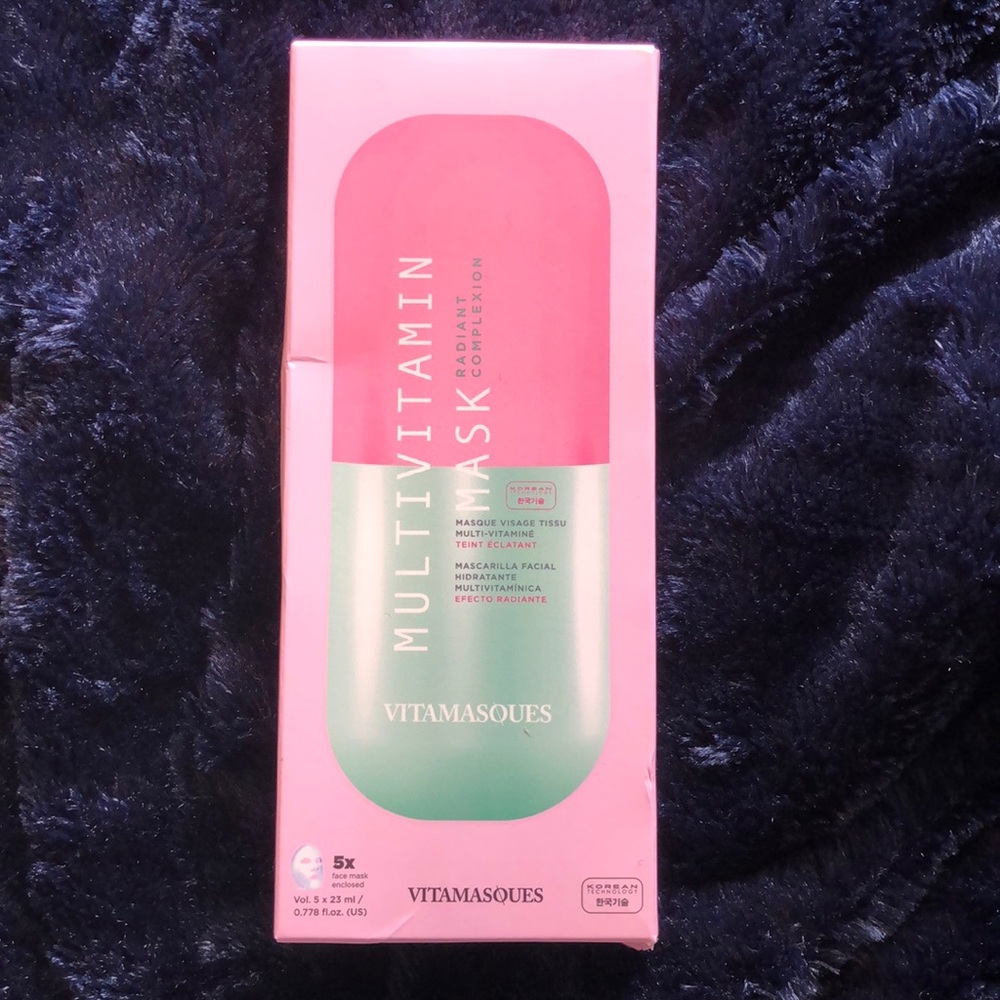 MULTIVITAMIN
MASK
RADIANT
COMPLEXION
KOREAN
한국기술
MASQUE VISAGE TISSU
MULTI-VITAMINÉ
TEINT ÉCLATANT
MASCARILLA FACIAL
HIDRATANTE
MULTIVITAMÍNICA
EFECTO RADIANTE
VITAMASQUES
5x
face mask
enclosed
Vol. 5 x 23 ml /
0.778 fl.oz. (US)
VITAMASQUES
KOREAN
TECHNOLOGY
한국기술